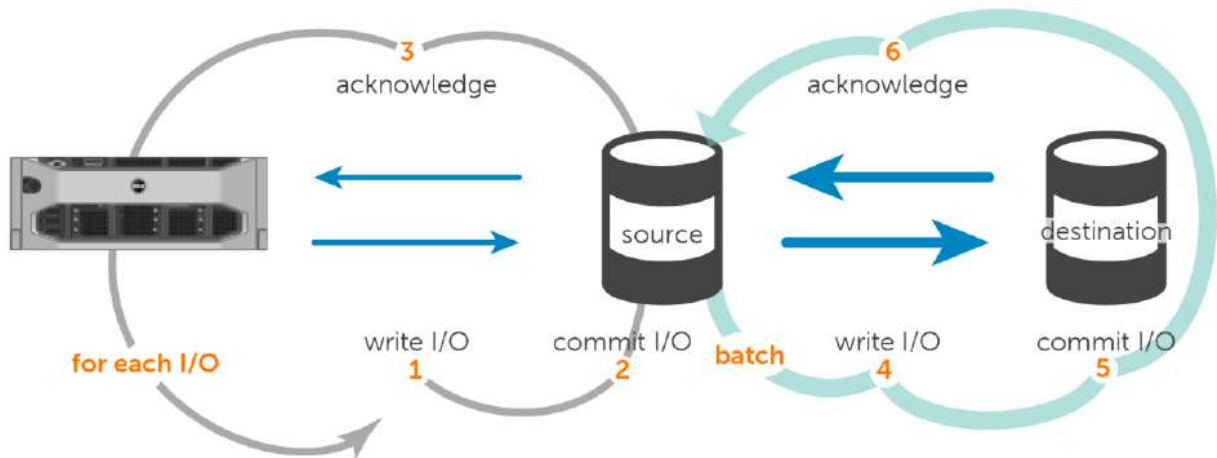 3
acknowledge
6
acknowledge
source
destination
for each I/O
write I/O
1
commit I/O
2
batch
write I/O
4
commit I/O
5